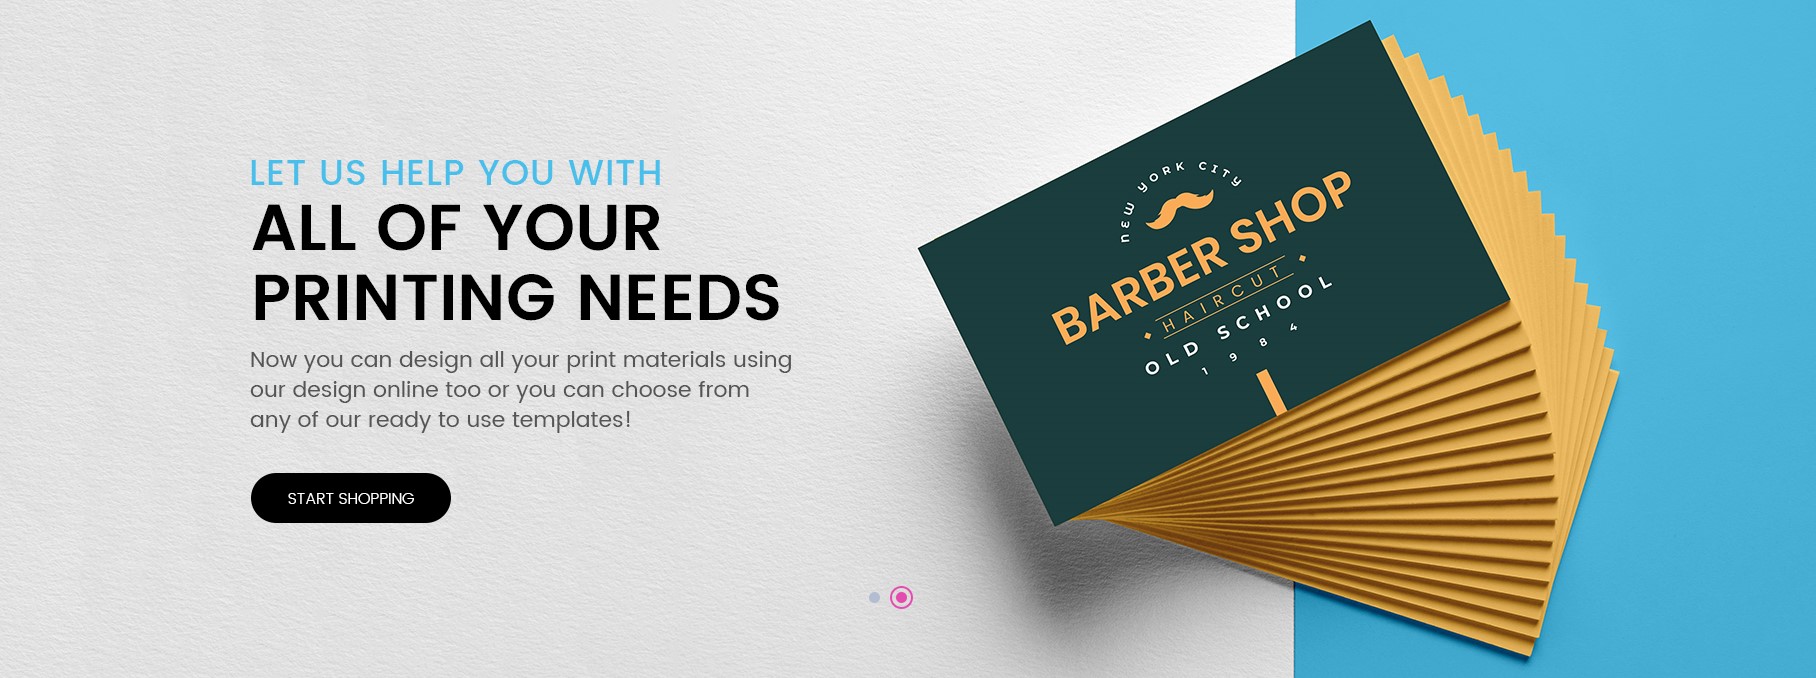 LET US HELP YOU WITH
ALL OF YOUR
PRINTING NEEDS
Now you can design all your print materials using
our design online too or you can choose from
any of our ready to use templates!
START SHOPPING
NEW YORK CITY
BARBER SHOP
HAIRCUT
OLD SCHOOL
1984